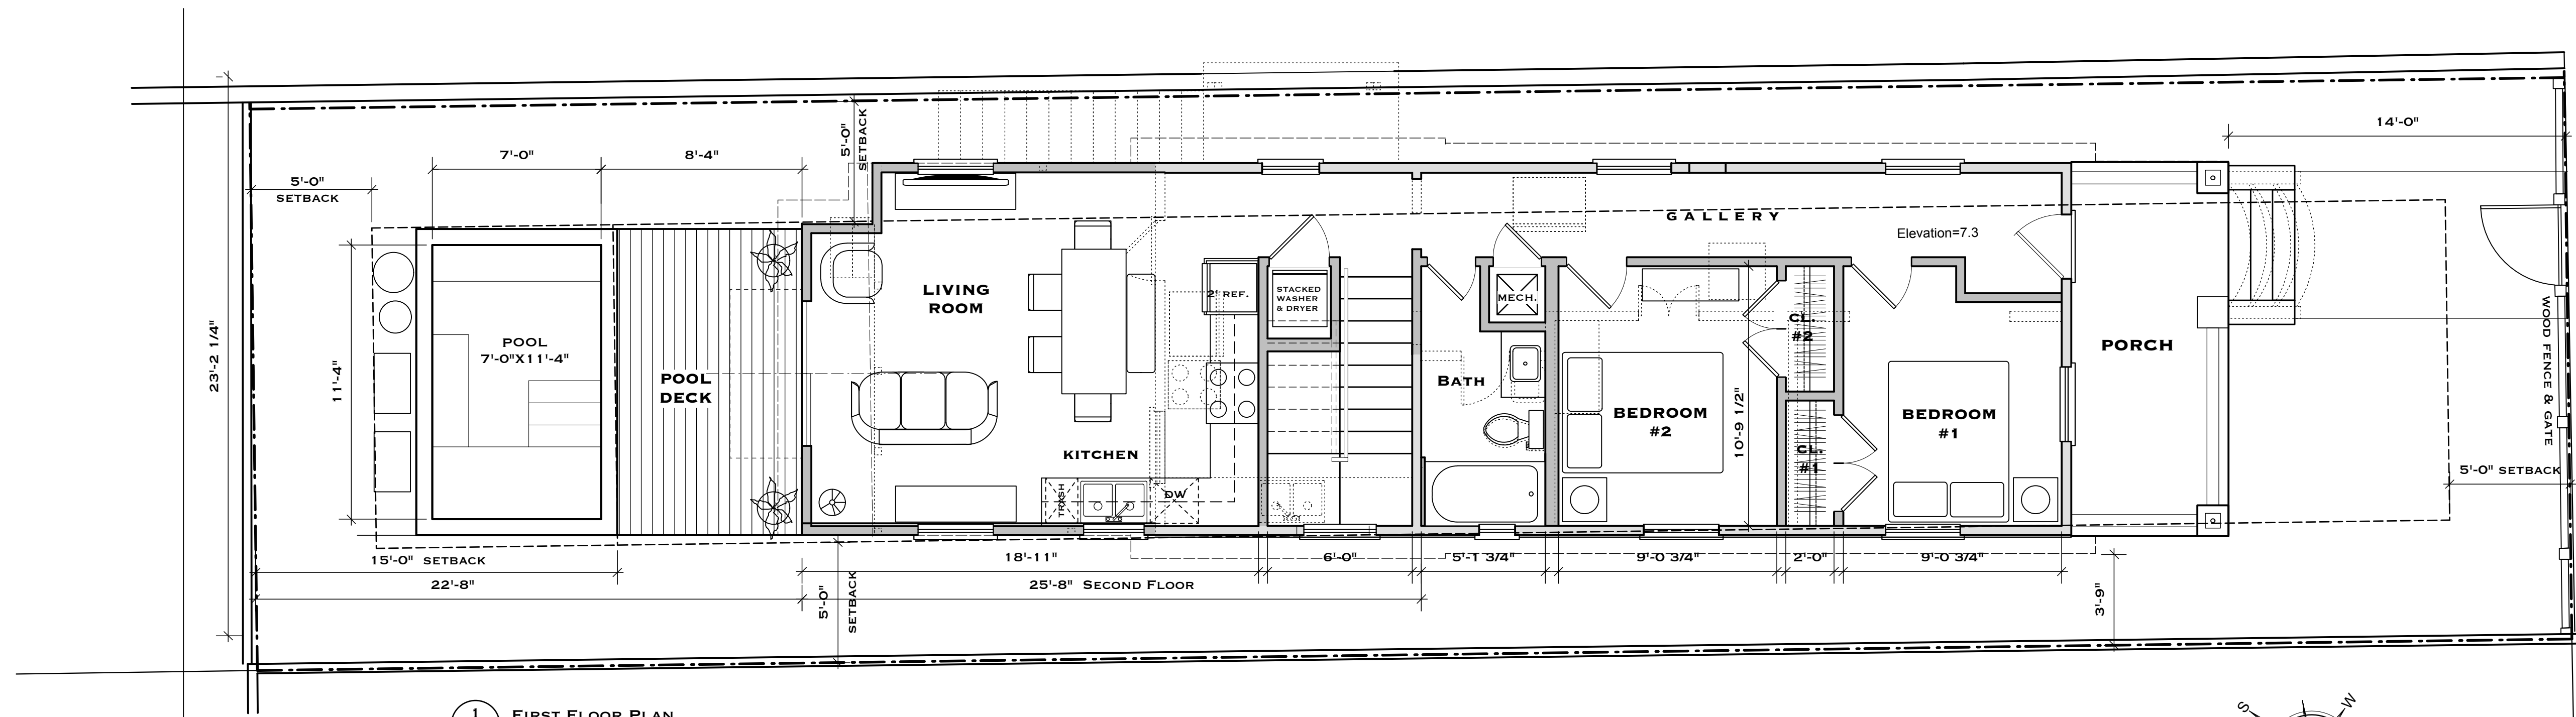 14'-0"
7'-0"
8'-4"
5'-0"
SETBACK
5'-0"
SETBACK
GALLERY
Elevation=7.3
LIVING
ROOM
2' REF.
STACKED
WASHER
& DRYER
MECH.
CL.
#2
PORCH
WOOD FENCE & GATE
23'-2 1/4"
11'-4"
POOL
7'-0"X11'-4"
POOL
DECK
BATH
BEDROOM
#2
10'-9 1/2"
BEDROOM
#1
CL.
#1
KITCHEN
TRASH
DW
5'-0" SETBACK
15'-0" SETBACK
18'-11"
6'-0"
5'-1 3/4"
9'-0 3/4"
2'-0"
9'-0 3/4"
22'-8"
25'-8" SECOND FLOOR
5'-0"
SETBACK
3'-9"
1
FIRST FLOOR PLAN
S
W